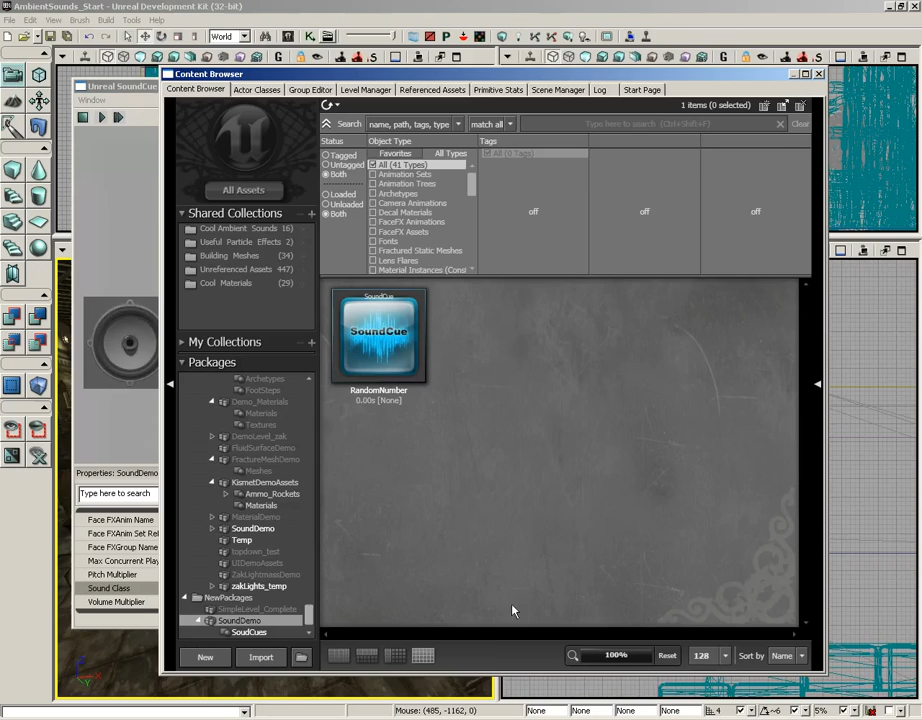 AmbientSounds_Start - Unreal Development Kit (32-bit)
File Edit View Brush Build Tools Help
World
Unreal SoundCue
Window
Content Browser
Content Browser Actor Classes Group Editor Level Manager Referenced Assets Primitive Stats Scene Manager Log Start Page
1 items (0 selected)
Search name, path, tags, type match all Type here to search (Ctrl+Shift+F) Clear
Status Object Type Tags
Tagged
Untagged
Both
Loaded
Unloaded
Both
Favorites All Types
All (41 Types)
Animation Sets
Animation Trees
Archetypes
Camera Animations
Decal Materials
FaceFX Animations
FaceFX Assets
Fonts
Fractured Static Meshes
Lens Flares
Material Instances (Const
All (0 Tags)
off off off
All Assets
Shared Collections
Cool Ambient Sounds 16)
Useful Particle Effects 2)
Building Meshes (34)
Unreferenced Assets 447)
Cool Materials (29)
My Collections
Packages
Archetypes
FootSteps
Demo_Materials
Materials
Textures
DemoLevel_zak
FluidSurfaceDemo
FractureMeshDemo
Meshes
KismetDemoAssets
Ammo_Rockets
Materials
MaterialDemo
SoundDemo
Temp
topdown_test
UIDemoAssets
ZakLightmassDemo
zakLights_temp
NewPackages
SimpleLevel_Complete
SoundDemo
SoudCues
New Import
SoundCue
SoundCue
RandomNumber
0.00s [None]
100% Reset 128 Sort by Name
Properties: SoundDemo
Type here to search
Face FXAnim Name
Face FXAnim Set Re
Face FXGroup Name
Max Concurrent Play
Pitch Multiplier
Sound Class
Volume Multiplier
Z
X
Y
Mouse: (485, -1162, 0) None None None None 4 ~6 5%